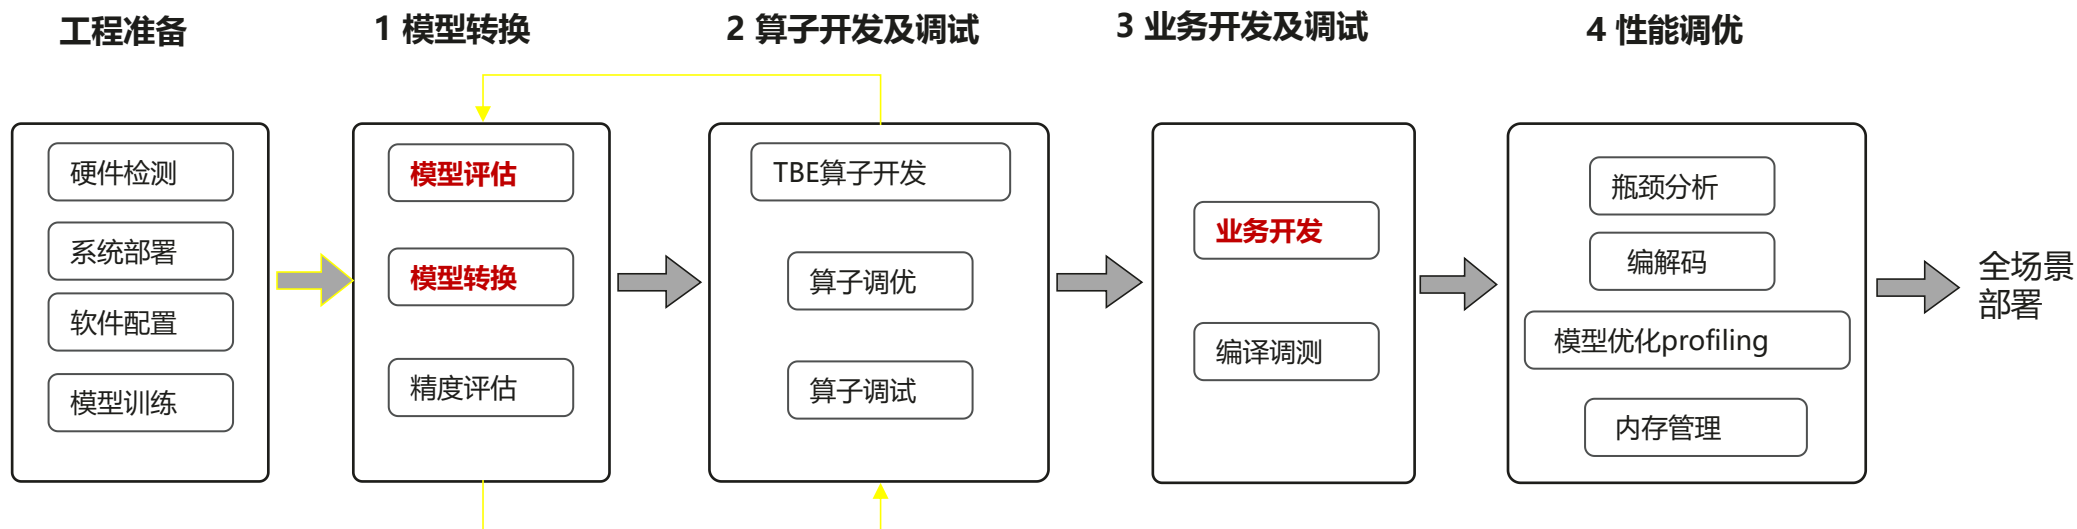 工程准备
1 模型转换
2 算子开发及调试
3 业务开发及调试
4 性能调优
硬件检测
系统部署
软件配置
模型训练
模型评估
模型转换
精度评估
TBE算子开发
算子调优
算子调试
业务开发
编译调测
瓶颈分析
编解码
模型优化profiling
内存管理
全场景
部署